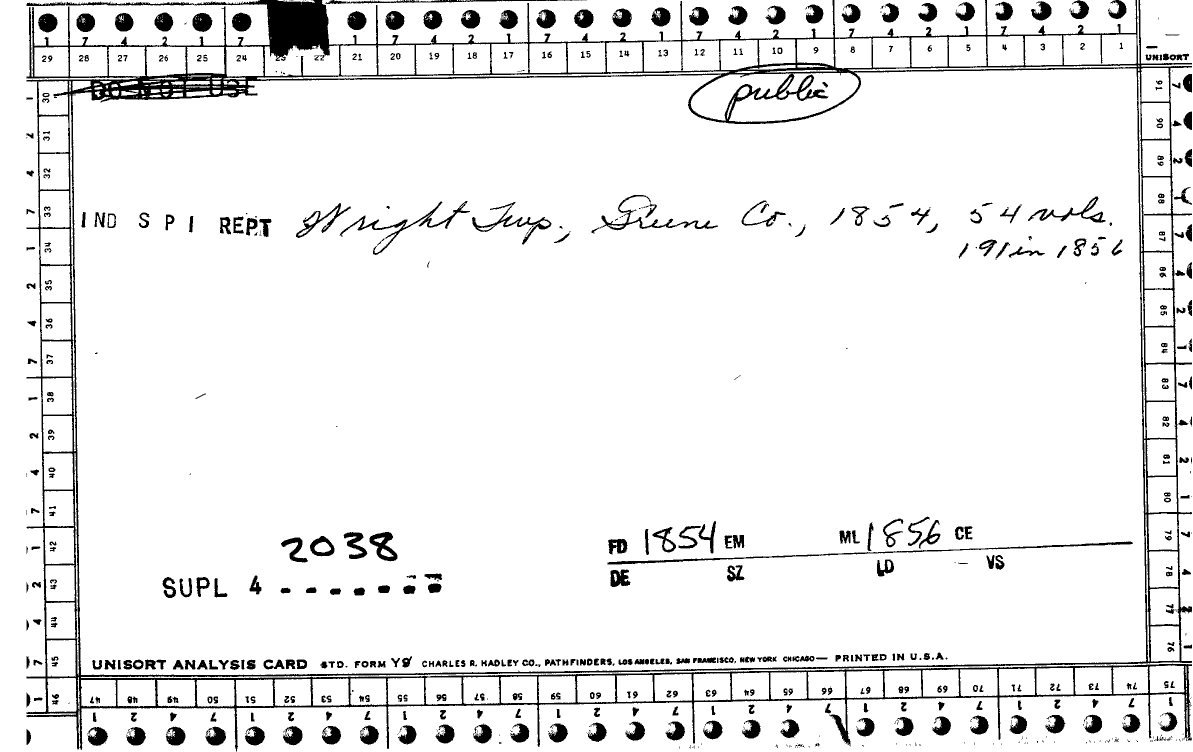 1 7 4 2 1 7 1 7 4 2 1 7 4 2 1 7 4 2 1 7 4 2 1 7 4 2 1
29 28 27 26 25 24 23 22 21 20 19 18 17 16 15 14 13 12 11 10 9 8 7 6 5 4 3 2 1 UNISORT
DO NOT USE
public
IND S P I REPT Wright Twp., Greene Co., 1854, 54 vols.
191 in 1856
2038
SUPL 4
FD 1854 EM ML 1856 CE
DE SZ LD VS
UNISORT ANALYSIS CARD STD. FORM Y9 CHARLES R. HADLEY CO., PATHFINDERS, LOS ANGELES, SAN FRANCISCO, NEW YORK CHICAGO — PRINTED IN U.S.A.
47 48 49 50 51 52 53 54 55 56 57 58 59 60 61 62 63 64 65 66 67 68 69 70 71 72 73 74 75
1 2 4 7 1 2 4 7 1 2 4 7 1 2 4 7 1 2 4 7 1 2 4 7 1 2 4 7 1
30 31 32 33 34 35 36 37 38 39 40 41 42 43 44 45 46
91 90 89 88 87 86 85 84 83 82 81 80 79 78 77 76